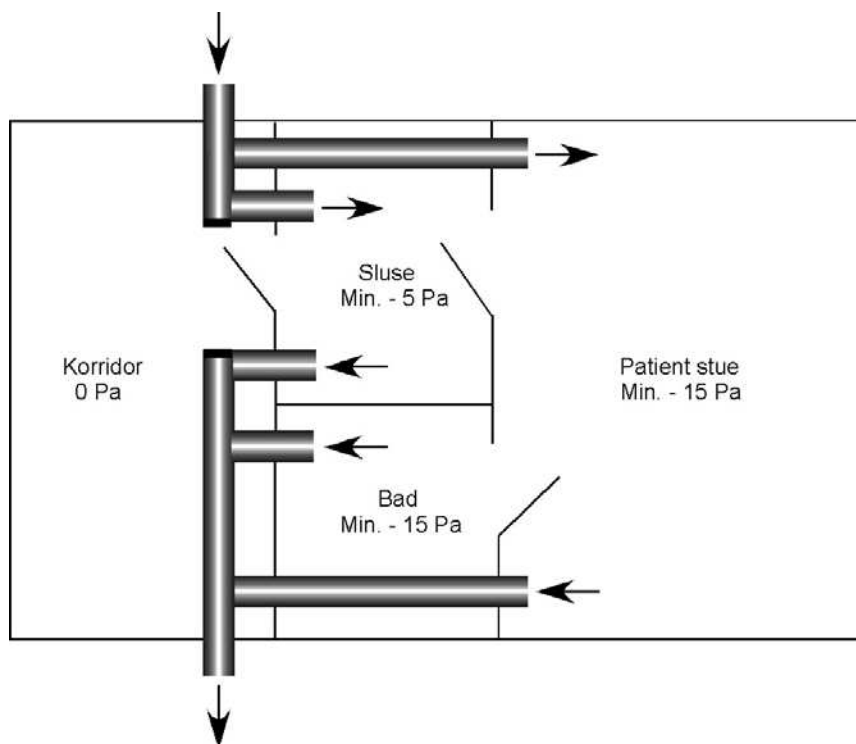 Sluse
Min. - 5 Pa
Korridor
0 Pa
Patient stue
Min. - 15 Pa
Bad
Min. - 15 Pa